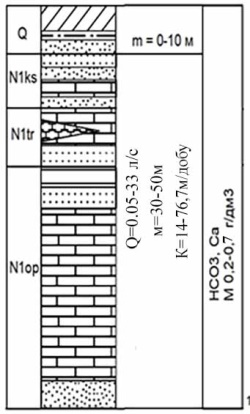 Q
m = 0-10 м
N1ks
N1tr
N1op
Q=0.05-33 л/с
м=30-50м
К=14-76,7м/добу
HCO3, Ca
М 0,2-0,7 г/дм3
1